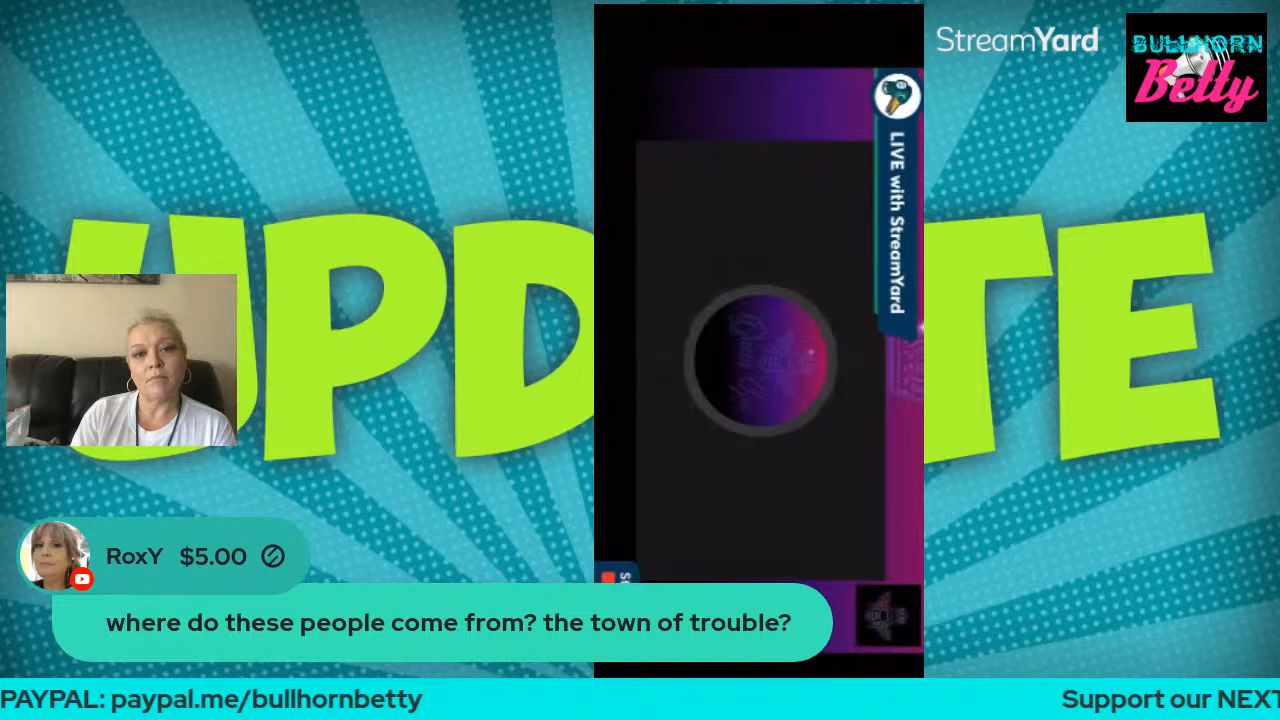 StreamYard
BULLHORN
Betty
LIVE with StreamYard
UPD
TE
RoxY $5.00
where do these people come from? the town of trouble?
PAYPAL: paypal.me/bullhornbetty
Support our NEXT